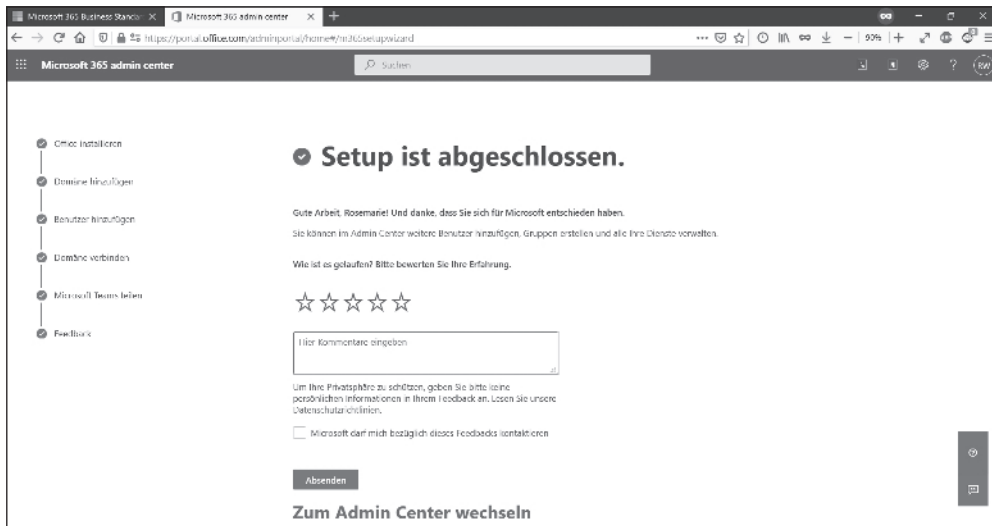 Microsoft 365 Business Standar
Microsoft 365 admin center
https://portal.office.com/adminportal/home#/m365setupwizard
90%
Microsoft 365 admin center
Suchen
RW
Office installieren
Domäne hinzufügen
Benutzer hinzufügen
Domäne verbinden
Microsoft Teams teilen
Feedback
Setup ist abgeschlossen.
Gute Arbeit, Rosemarie! Und danke, dass Sie sich für Microsoft entschieden haben.
Sie können im Admin Center weitere Benutzer hinzufügen, Gruppen erstellen und alle Ihre Dienste verwalten.
Wie ist es gelaufen? Bitte bewerten Sie Ihre Erfahrung.
Hier Kommentare eingeben
Um Ihre Privatsphäre zu schützen, geben Sie bitte keine
persönlichen Informationen in Ihrem Feedback an. Lesen Sie unsere
Datenschutzrichtlinien.
Microsoft darf mich bezüglich dieses Feedbacks kontaktieren
Absenden
Zum Admin Center wechseln